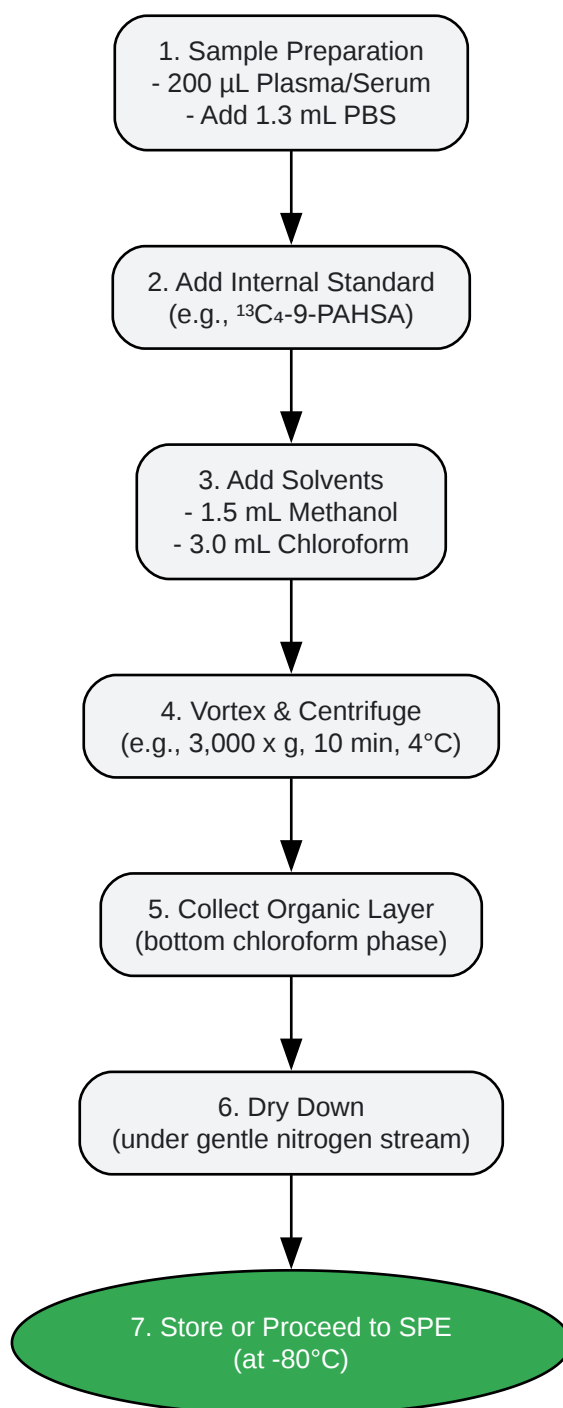 1. Sample Preparation
- 200 µL Plasma/Serum
- Add 1.3 mL PBS
2. Add Internal Standard
(e.g., ¹³C₄-9-PAHSA)
3. Add Solvents
- 1.5 mL Methanol
- 3.0 mL Chloroform
4. Vortex & Centrifuge
(e.g., 3,000 x g, 10 min, 4°C)
5. Collect Organic Layer
(bottom chloroform phase)
6. Dry Down
(under gentle nitrogen stream)
7. Store or Proceed to SPE
(at -80°C)